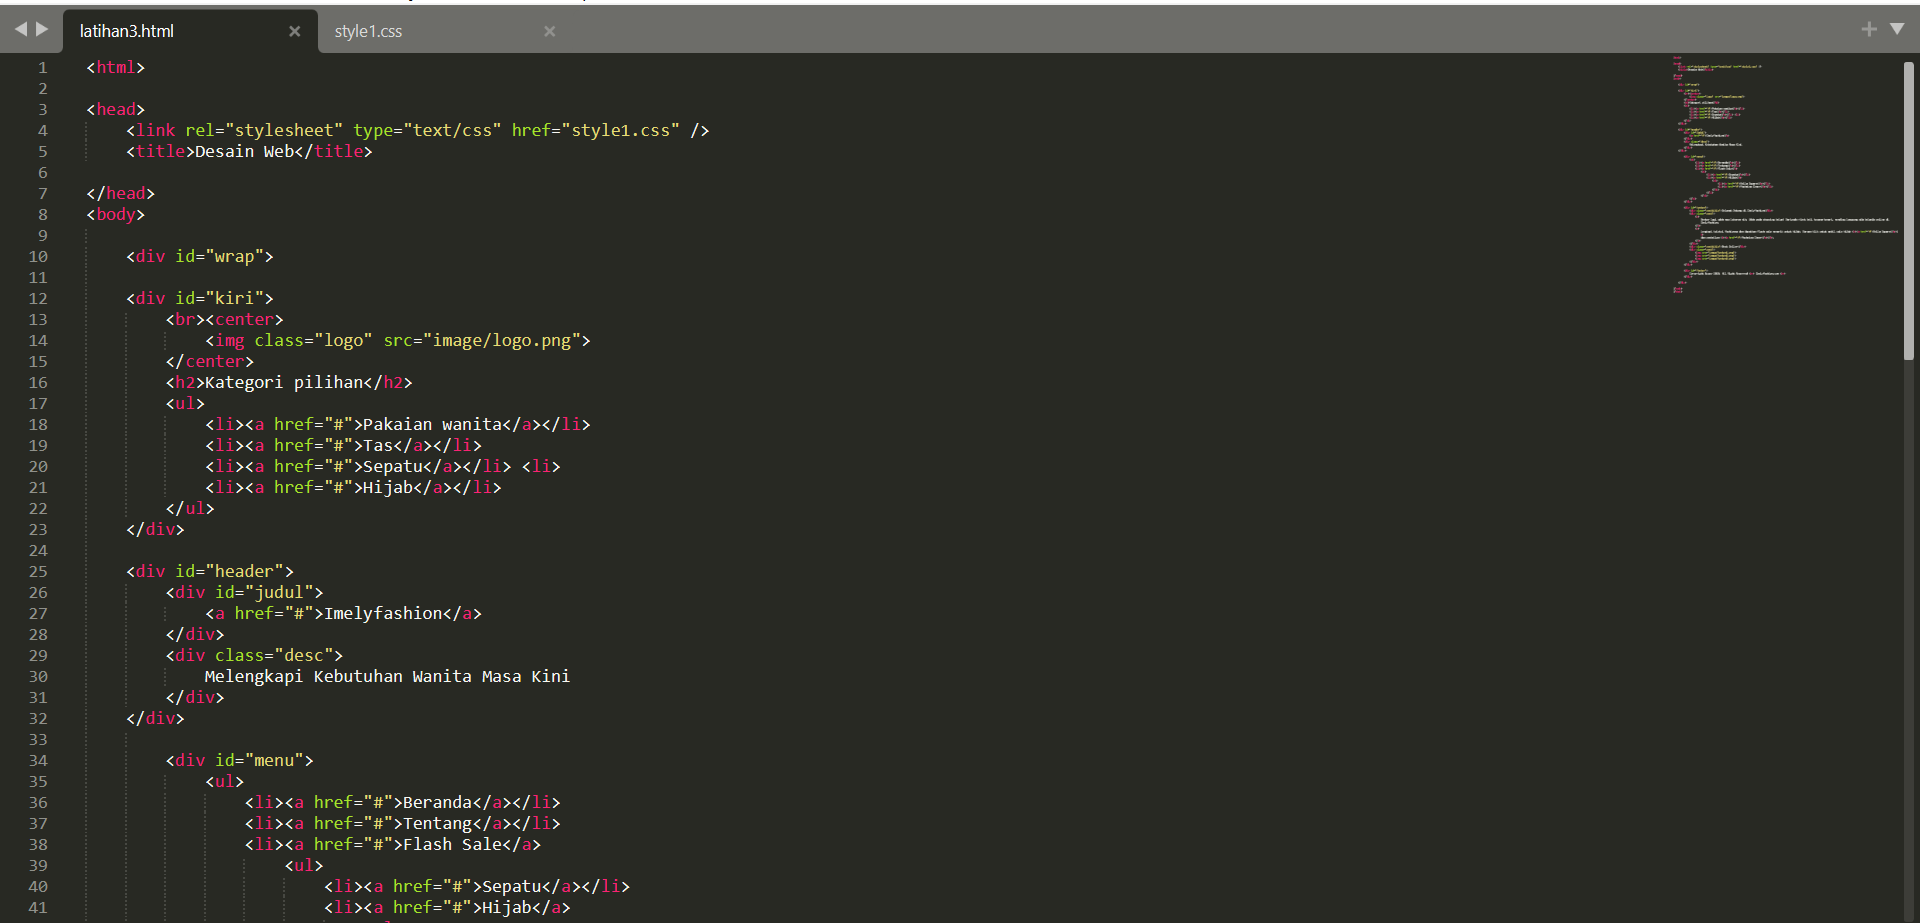 latihan3.html × style1.css × +
1 <html>
2
3 <head>
4 <link rel="stylesheet" type="text/css" href="style1.css" />
5 <title>Desain Web</title>
6
7 </head>
8 <body>
9
10 <div id="wrap">
11
12 <div id="kiri">
13 <br><center>
14 <img class="logo" src="image/logo.png">
15 </center>
16 <h2>Kategori pilihan</h2>
17 <ul>
18 <li><a href="#">Pakaian wanita</a></li>
19 <li><a href="#">Tas</a></li>
20 <li><a href="#">Sepatu</a></li> <li>
21 <li><a href="#">Hijab</a></li>
22 </ul>
23 </div>
24
25 <div id="header">
26 <div id="judul">
27 <a href="#">Imelyfashion</a>
28 </div>
29 <div class="desc">
30 Melengkapi Kebutuhan Wanita Masa Kini
31 </div>
32 </div>
33
34 <div id="menu">
35 <ul>
36 <li><a href="#">Beranda</a></li>
37 <li><a href="#">Tentang</a></li>
38 <li><a href="#">Flash Sale</a>
39 <ul>
40 <li><a href="#">Sepatu</a></li>
41 <li><a href="#">Hijab</a>